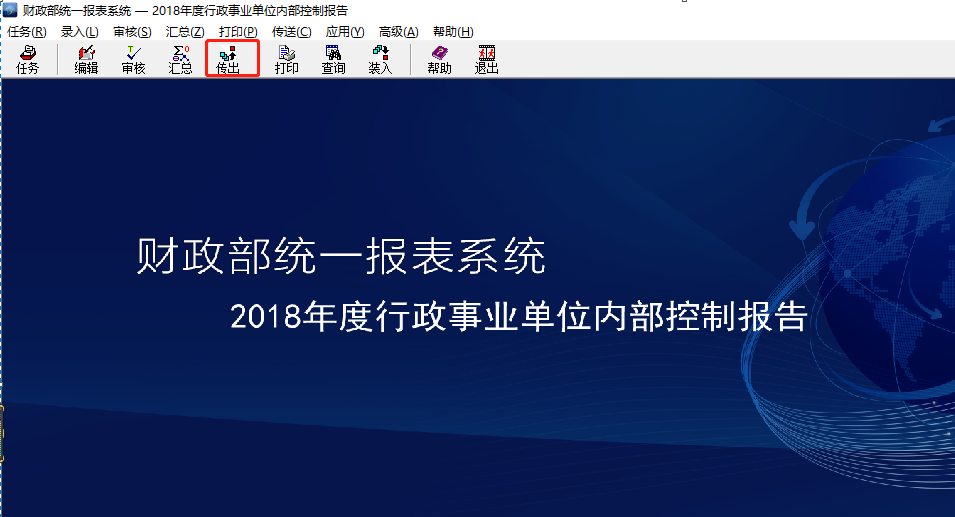 财政部统一报表系统 — 2018年度行政事业单位内部控制报告
任务(R) 录入(L) 审核(S) 汇总(Z) 打印(P) 传送(C) 应用(Y) 高级(A) 帮助(H)
任务 编辑 审核 汇总 传出 打印 查询 装入 帮助 退出
财政部统一报表系统
2018年度行政事业单位内部控制报告